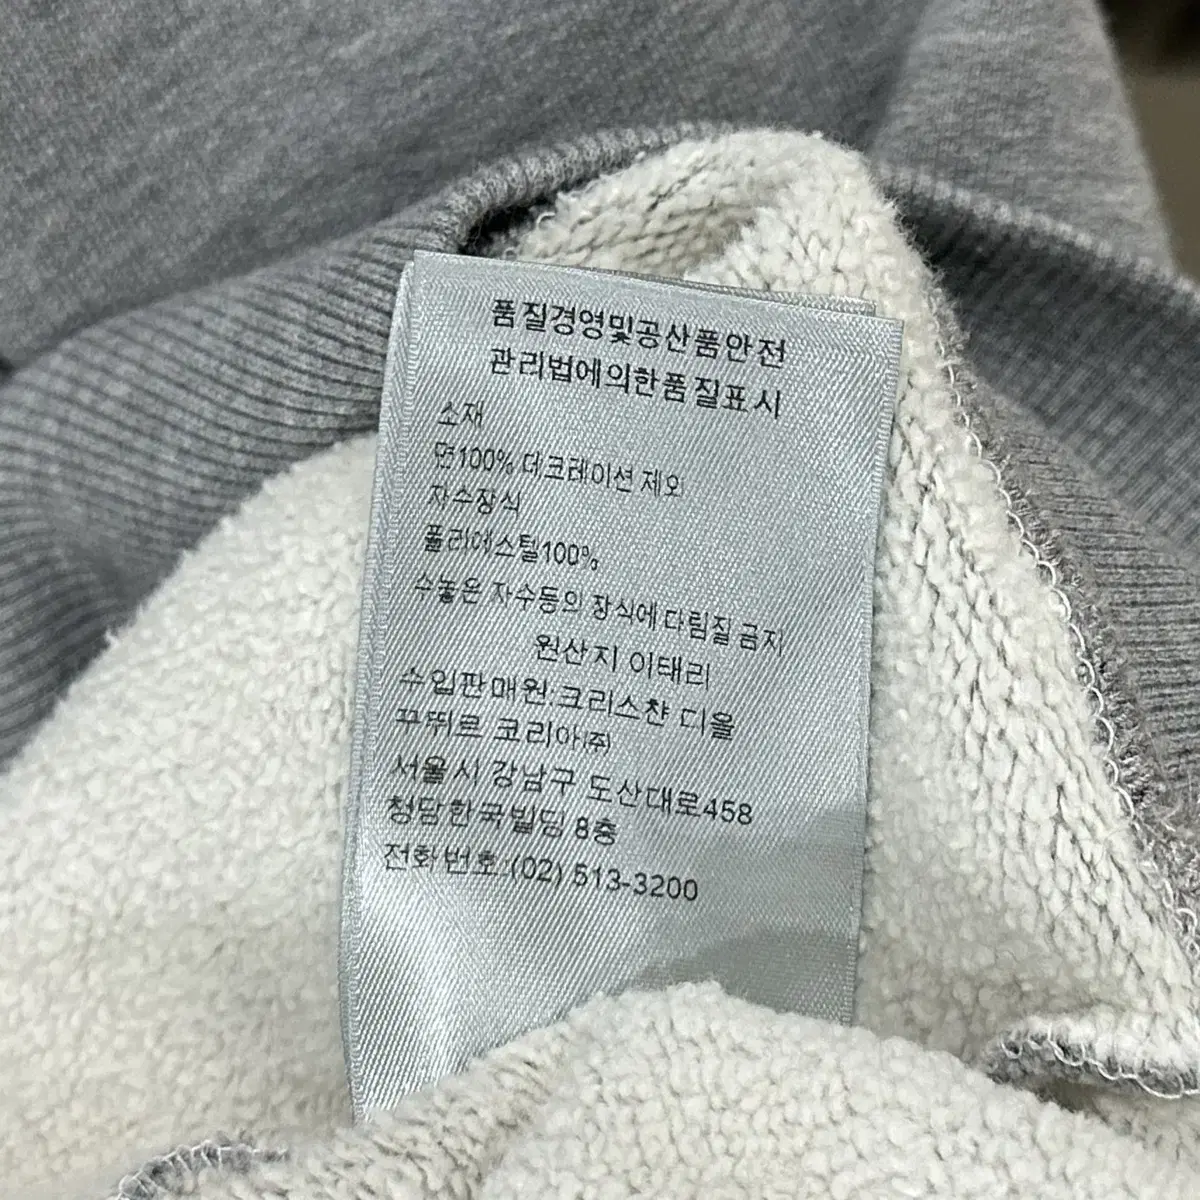 품질경영및공산품안전
관리법에의한품질표시
소재
면100% 데코레이션 제외
자수장식
폴리에스텔100%
수놓은 자수등의 장식에 다림질 금지
원산지 이태리
수입판매원:크리스챤 디올
꾸뛰르 코리아(주)
서울시 강남구 도산대로458
청담한국빌딩 8층
전화번호:(02) 513-3200